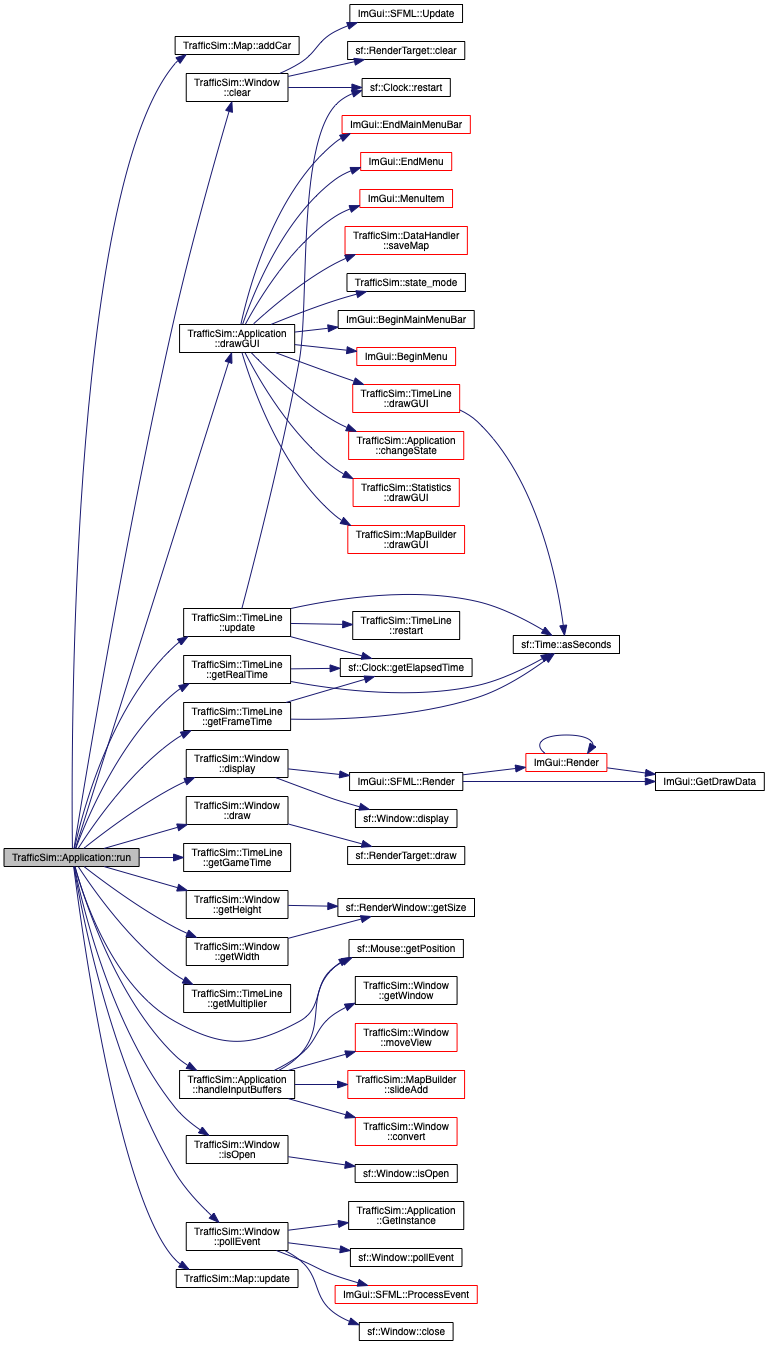 ImGui::SFML::Update
TrafficSim::Map::addCar
sf::RenderTarget::clear
TrafficSim::Window
::clear
sf::Clock::restart
ImGui::EndMainMenuBar
ImGui::EndMenu
ImGui::MenuItem
TrafficSim::DataHandler
::saveMap
TrafficSim::state_mode
ImGui::BeginMainMenuBar
TrafficSim::Application
::drawGUI
ImGui::BeginMenu
TrafficSim::TimeLine
::drawGUI
TrafficSim::Application
::changeState
TrafficSim::Statistics
::drawGUI
TrafficSim::MapBuilder
::drawGUI
TrafficSim::TimeLine
::update
TrafficSim::TimeLine
::restart
sf::Time::asSeconds
TrafficSim::TimeLine
::getRealTime
sf::Clock::getElapsedTime
TrafficSim::TimeLine
::getFrameTime
TrafficSim::Window
::display
ImGui::SFML::Render
ImGui::Render
ImGui::GetDrawData
sf::Window::display
TrafficSim::Window
::draw
sf::RenderTarget::draw
TrafficSim::Application::run
TrafficSim::TimeLine
::getGameTime
TrafficSim::Window
::getHeight
sf::RenderWindow::getSize
TrafficSim::Window
::getWidth
sf::Mouse::getPosition
TrafficSim::TimeLine
::getMultiplier
TrafficSim::Window
::getWindow
TrafficSim::Window
::moveView
TrafficSim::Application
::handleInputBuffers
TrafficSim::MapBuilder
::slideAdd
TrafficSim::Window
::convert
TrafficSim::Window
::isOpen
sf::Window::isOpen
TrafficSim::Application
::GetInstance
TrafficSim::Window
::pollEvent
sf::Window::pollEvent
TrafficSim::Map::update
ImGui::SFML::ProcessEvent
sf::Window::close